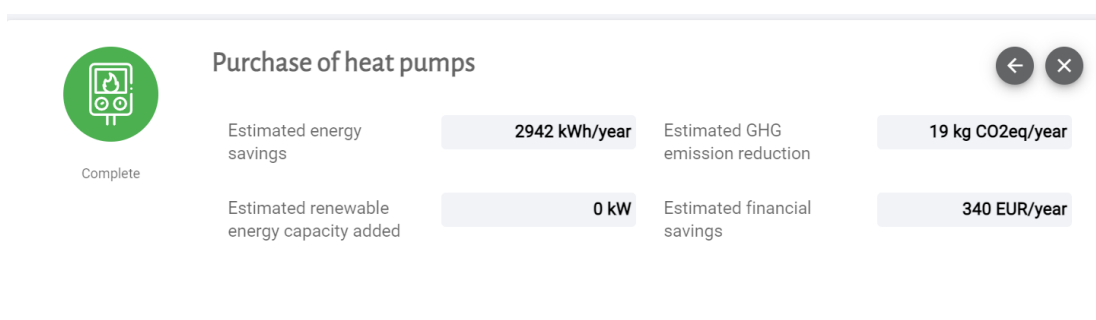 Purchase of heat pumps
Complete
Estimated energy
savings
2942 kWh/year
Estimated GHG
emission reduction
19 kg CO2eq/year
Estimated renewable
energy capacity added
0 kW
Estimated financial
savings
340 EUR/year